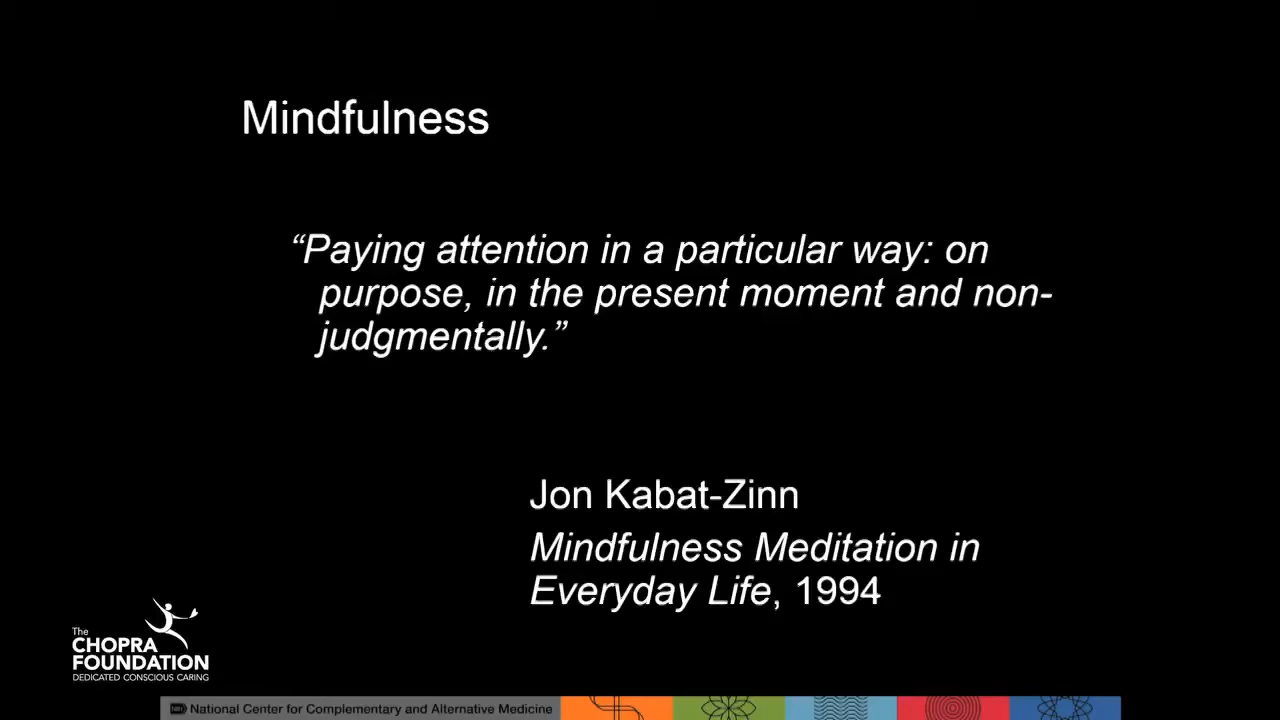 Mindfulness
“Paying attention in a particular way: on
purpose, in the present moment and non-
judgmentally.”
Jon Kabat-Zinn
Mindfulness Meditation in
Everyday Life, 1994
The
CHOPRA
FOUNDATION
DEDICATED CONSCIOUS CARING
NIH National Center for Complementary and Alternative Medicine